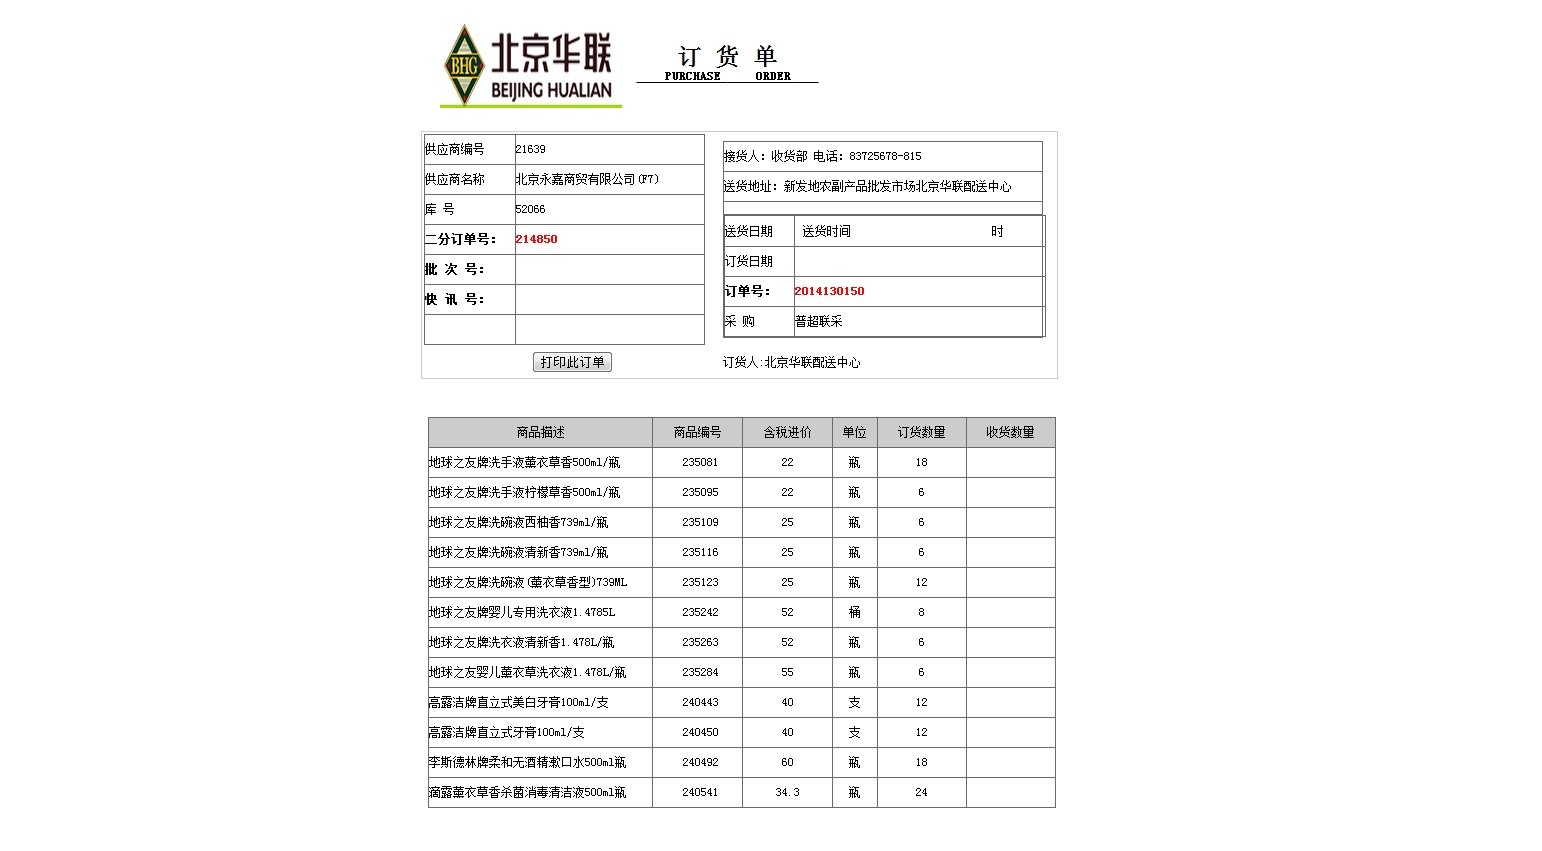 BHG 北京华联
BEIJING HUALIAN
订 货 单
PURCHASE ORDER
供应商编号 21639
供应商名称 北京永嘉商贸有限公司(F7)
库 号 52066
二分订单号: 214850
批 次 号:
快 讯 号:
打印此订单
接货人: 收货部 电话: 83725678-815
送货地址: 新发地农副产品批发市场北京华联配送中心
送货日期 送货时间 时
订货日期
订单号: 2014130150
采 购 普超联采
订货人:北京华联配送中心
商品描述 商品编号 含税进价 单位 订货数量 收货数量
地球之友牌洗手液薰衣草香500ml/瓶 235081 22 瓶 18
地球之友牌洗手液柠檬草香500ml/瓶 235095 22 瓶 6
地球之友牌洗碗液西柚香739ml/瓶 235109 25 瓶 6
地球之友牌洗碗液清新香739ml/瓶 235116 25 瓶 6
地球之友牌洗碗液(薰衣草香型)739ML 235123 25 瓶 12
地球之友牌婴儿专用洗衣液1.4785L 235242 52 桶 8
地球之友牌洗衣液清新香1.478L/瓶 235263 52 瓶 6
地球之友婴儿薰衣草洗衣液1.478L/瓶 235284 55 瓶 6
高露洁牌直立式美白牙膏100ml/支 240443 40 支 12
高露洁牌直立式牙膏100ml/支 240450 40 支 12
李斯德林牌柔和无酒精漱口水500ml瓶 240492 60 瓶 18
滴露薰衣草香杀菌消毒清洁液500ml瓶 240541 34.3 瓶 24